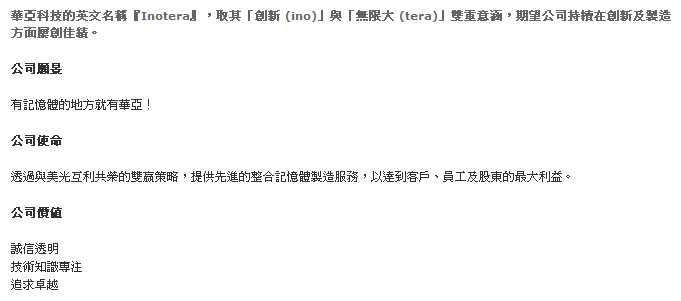 華亞科技的英文名稱『Inotera』，取其「創新 (ino)」與「無限大 (tera)」雙重意涵，期望公司持續在創新及製造
方面屢創佳績。
公司願景
有記憶體的地方就有華亞！
公司使命
透過與美光互利共榮的雙贏策略，提供先進的整合記憶體製造服務，以達到客戶、員工及股東的最大利益。
公司價值
誠信透明
技術知識專注
追求卓越